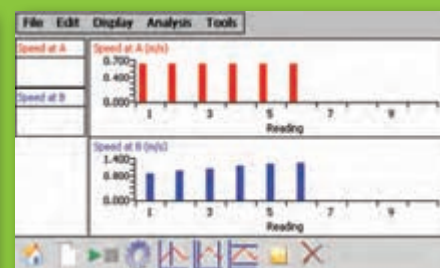 File Edit Display Analysis Tools
Speed at A
Speed at A (m/s)
0.700
0.400
0.000
1 3 5 7 9
Reading
Speed at B
Speed at B (m/s)
1.400
0.800
0.000
1 3 5 7 9
Reading